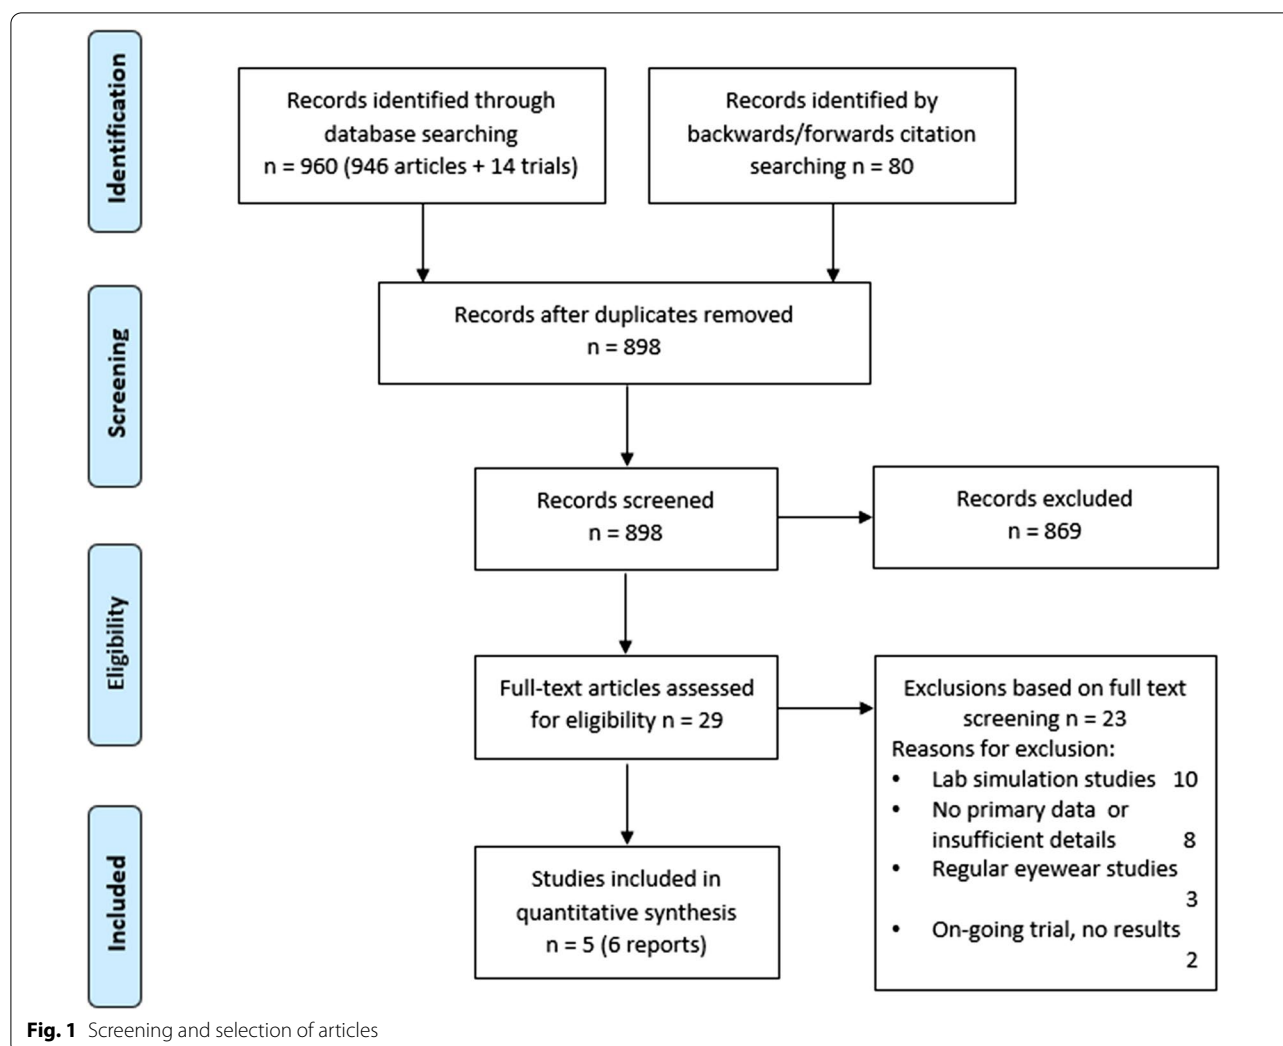 Identification
Records identified through
database searching
n = 960 (946 articles + 14 trials)
Records identified by
backwards/forwards citation
searching n = 80
Screening
Records after duplicates removed
n = 898
Records screened
n = 898
Records excluded
n = 869
Eligibility
Full-text articles assessed
for eligibility n = 29
Exclusions based on full text
screening n = 23
Reasons for exclusion:
• Lab simulation studies 10
• No primary data or
insufficient details 8
• Regular eyewear studies
3
• On-going trial, no results
2
Included
Studies included in
quantitative synthesis
n = 5 (6 reports)
Fig. 1 Screening and selection of articles